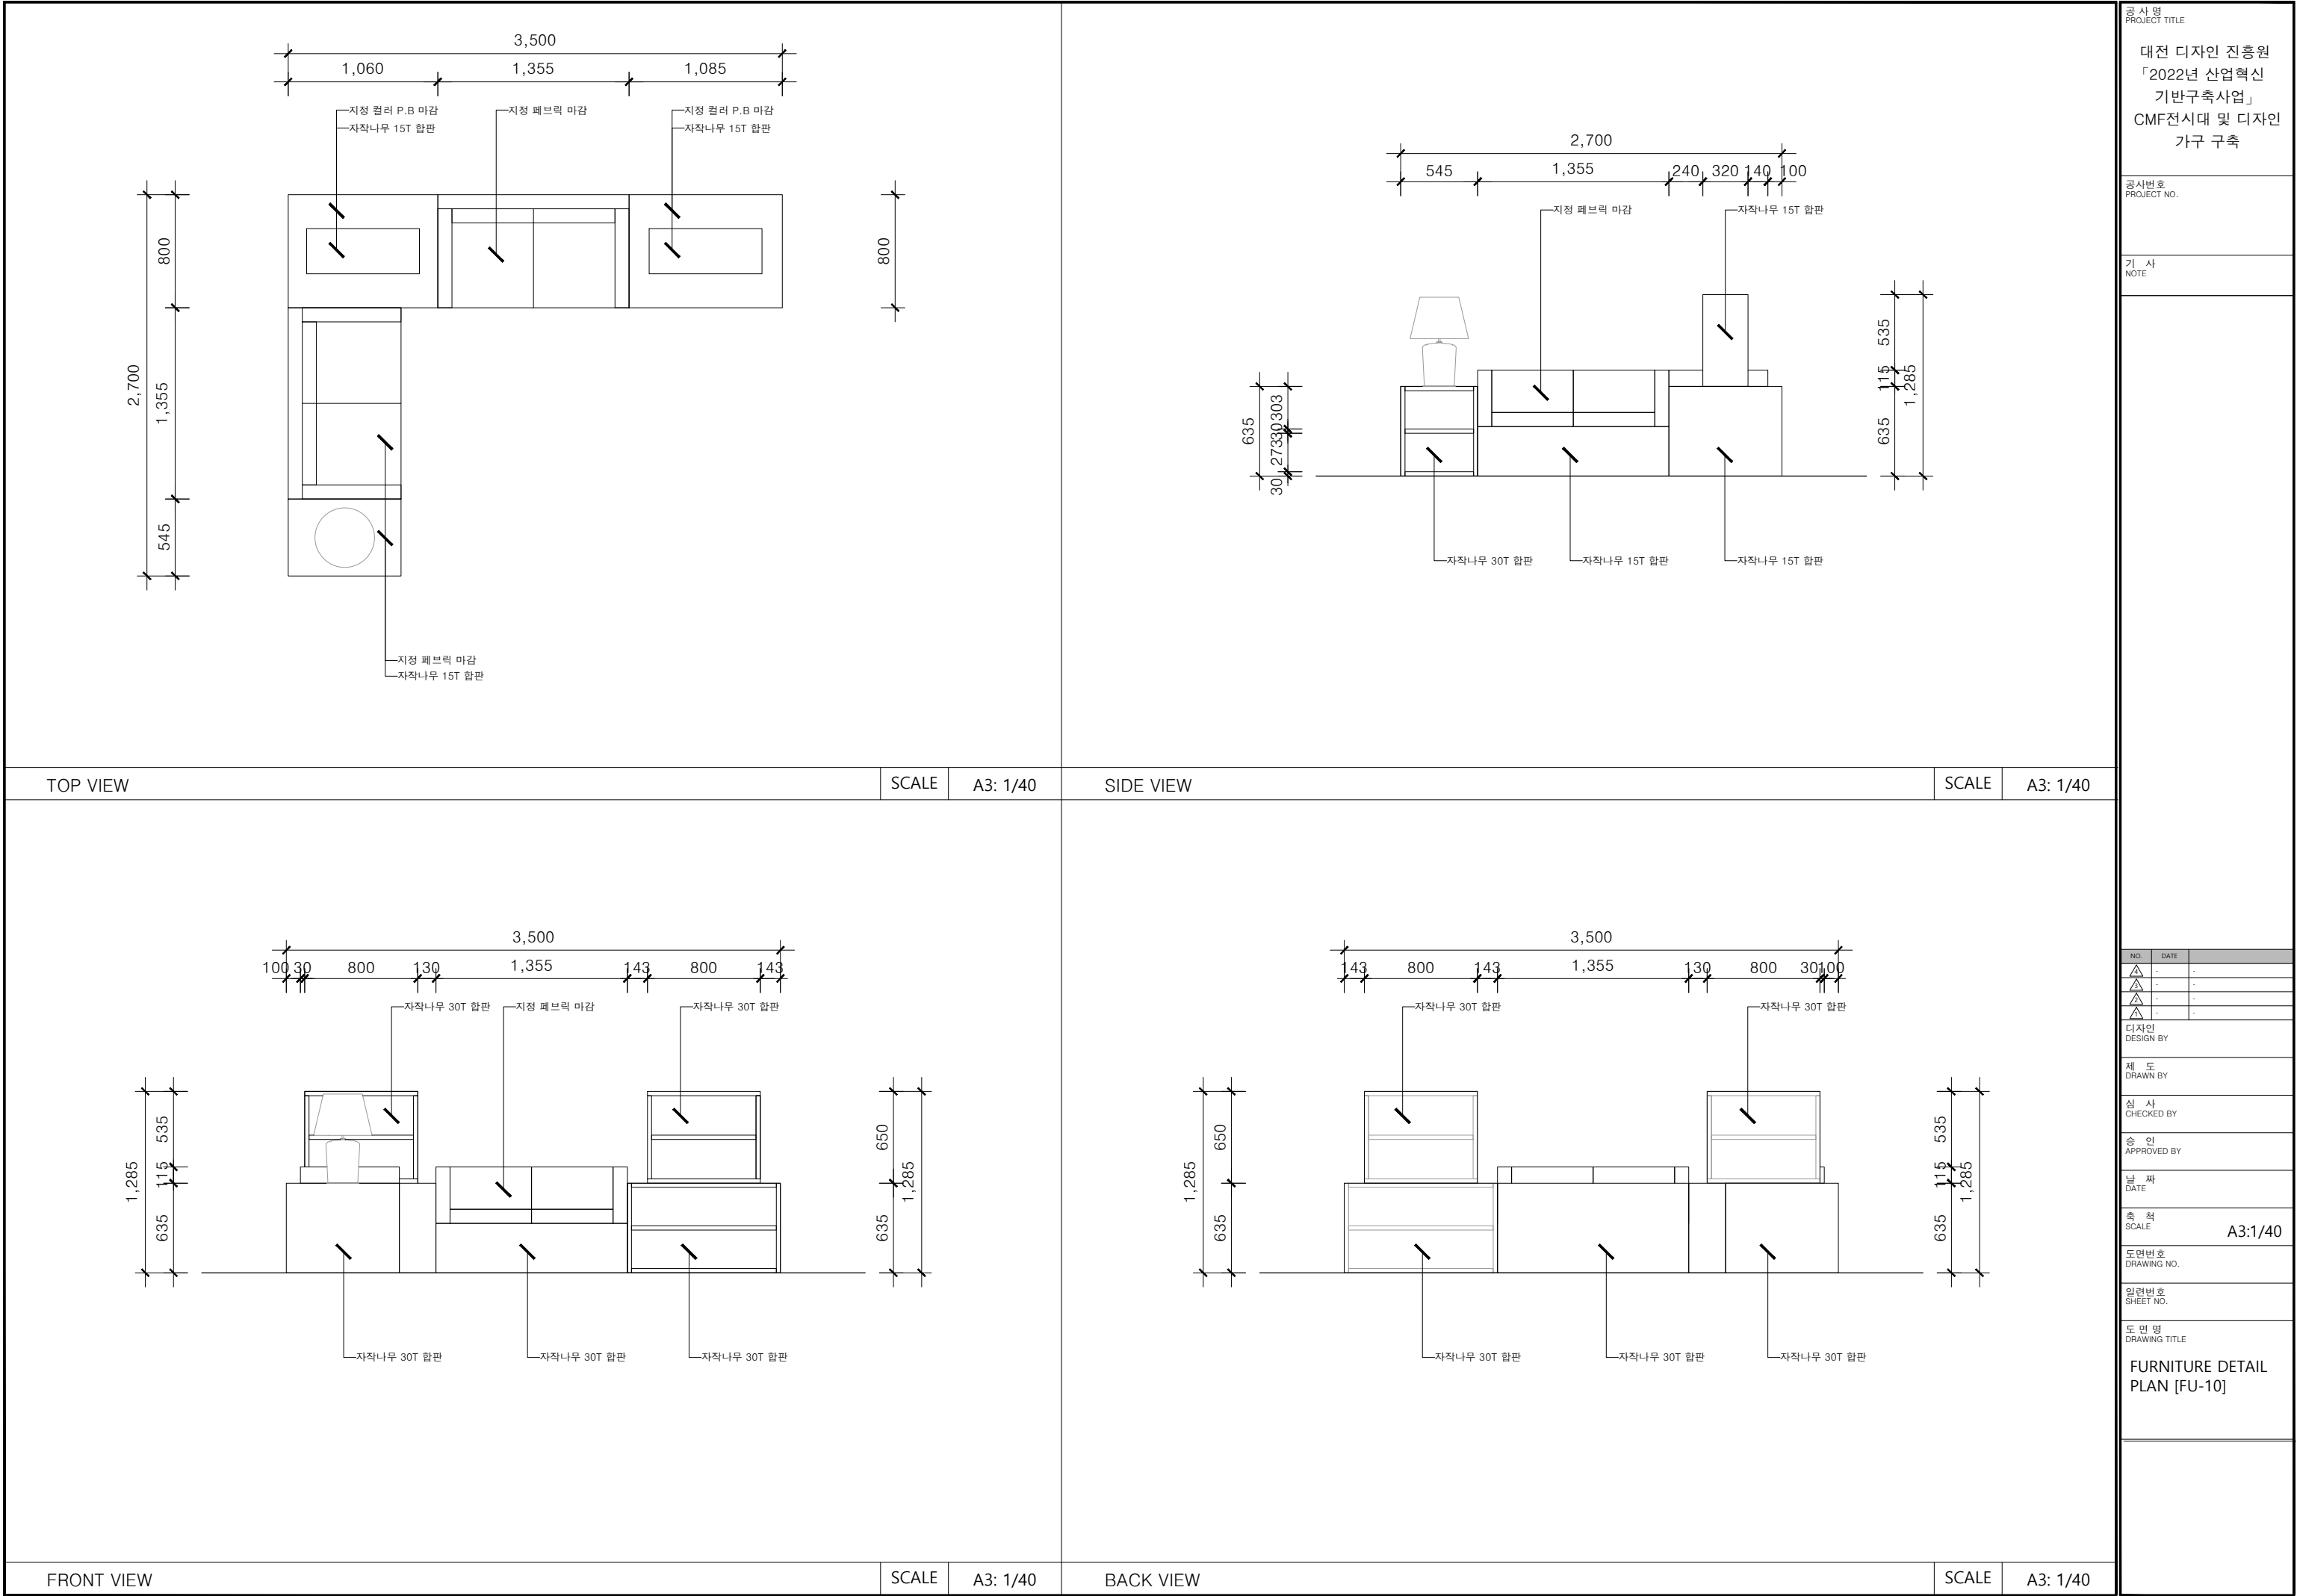 3,500
1,060
1,355
1,085
지정 컬러 P.B 마감
자작나무 15T 합판
지정 페브릭 마감
지정 컬러 P.B 마감
자작나무 15T 합판
2,700
800
1,355
545
800
지정 페브릭 마감
자작나무 15T 합판
TOP VIEW
SCALE
A3: 1/40
2,700
545
1,355
240
320
140
100
지정 페브릭 마감
자작나무 15T 합판
635
303
30
273
30
535
115
635
1,285
자작나무 30T 합판
자작나무 15T 합판
자작나무 15T 합판
SIDE VIEW
SCALE
A3: 1/40
3,500
100
30
800
130
1,355
143
800
143
자작나무 30T 합판
지정 페브릭 마감
자작나무 30T 합판
1,285
535
115
635
650
635
1,285
자작나무 30T 합판
자작나무 30T 합판
자작나무 30T 합판
FRONT VIEW
SCALE
A3: 1/40
3,500
143
800
143
1,355
130
800
30
100
자작나무 30T 합판
자작나무 30T 합판
1,285
650
635
535
115
635
1,285
자작나무 30T 합판
자작나무 30T 합판
자작나무 30T 합판
BACK VIEW
SCALE
A3: 1/40
공 사 명
PROJECT TITLE
대전 디자인 진흥원
「2022년 산업혁신
기반구축사업」
CMF전시대 및 디자인
가구 구축
공사번호
PROJECT NO.
기 사
NOTE
NO. DATE
4 - -
3 - -
2 - -
1 - -
디자인
DESIGN BY
제 도
DRAWN BY
심 사
CHECKED BY
승 인
APPROVED BY
날 짜
DATE
축 척
SCALE
A3:1/40
도면번호
DRAWING NO.
일련번호
SHEET NO.
도 면 명
DRAWING TITLE
FURNITURE DETAIL
PLAN [FU-10]